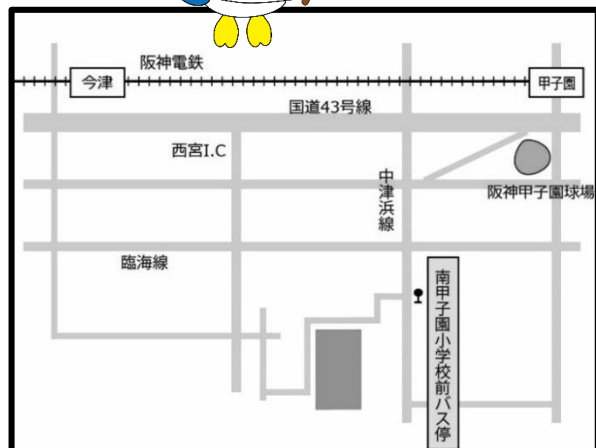 阪神電鉄
今津
甲子園
国道43号線
西宮I.C
中津浜線
阪神甲子園球場
臨海線
南甲子園小学校前バス停